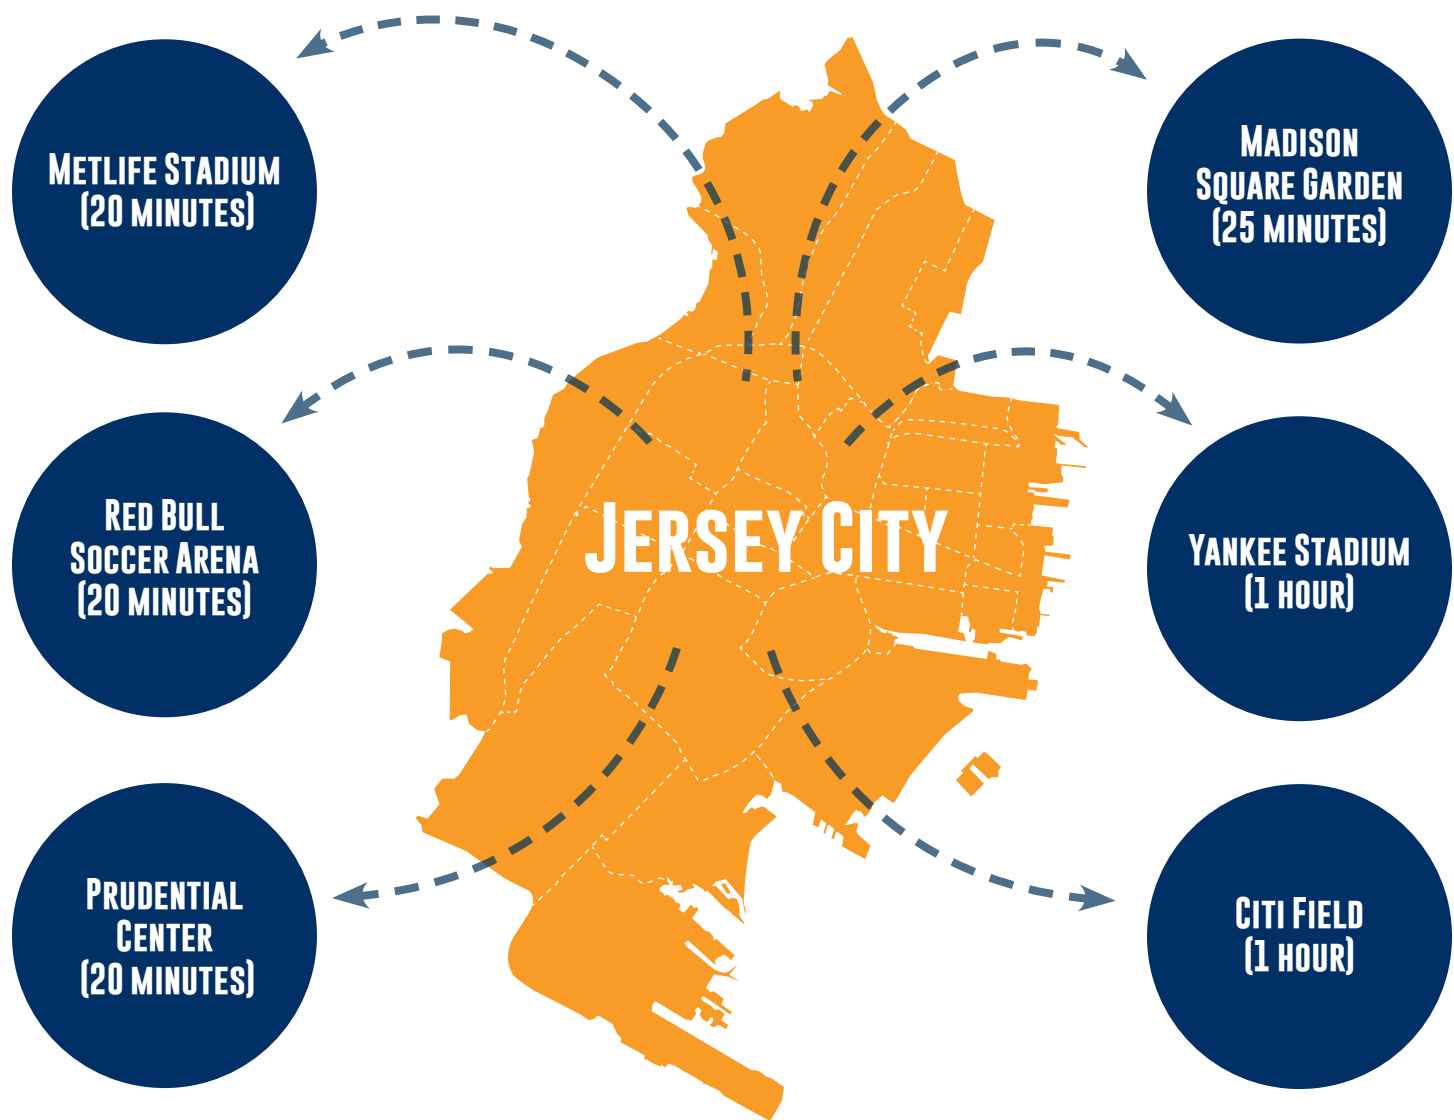 METLIFE STADIUM
(20 MINUTES)
MADISON
SQUARE GARDEN
(25 MINUTES)
RED BULL
SOCCER ARENA
(20 MINUTES)
JERSEY CITY
YANKEE STADIUM
(1 HOUR)
PRUDENTIAL
CENTER
(20 MINUTES)
CITI FIELD
(1 HOUR)